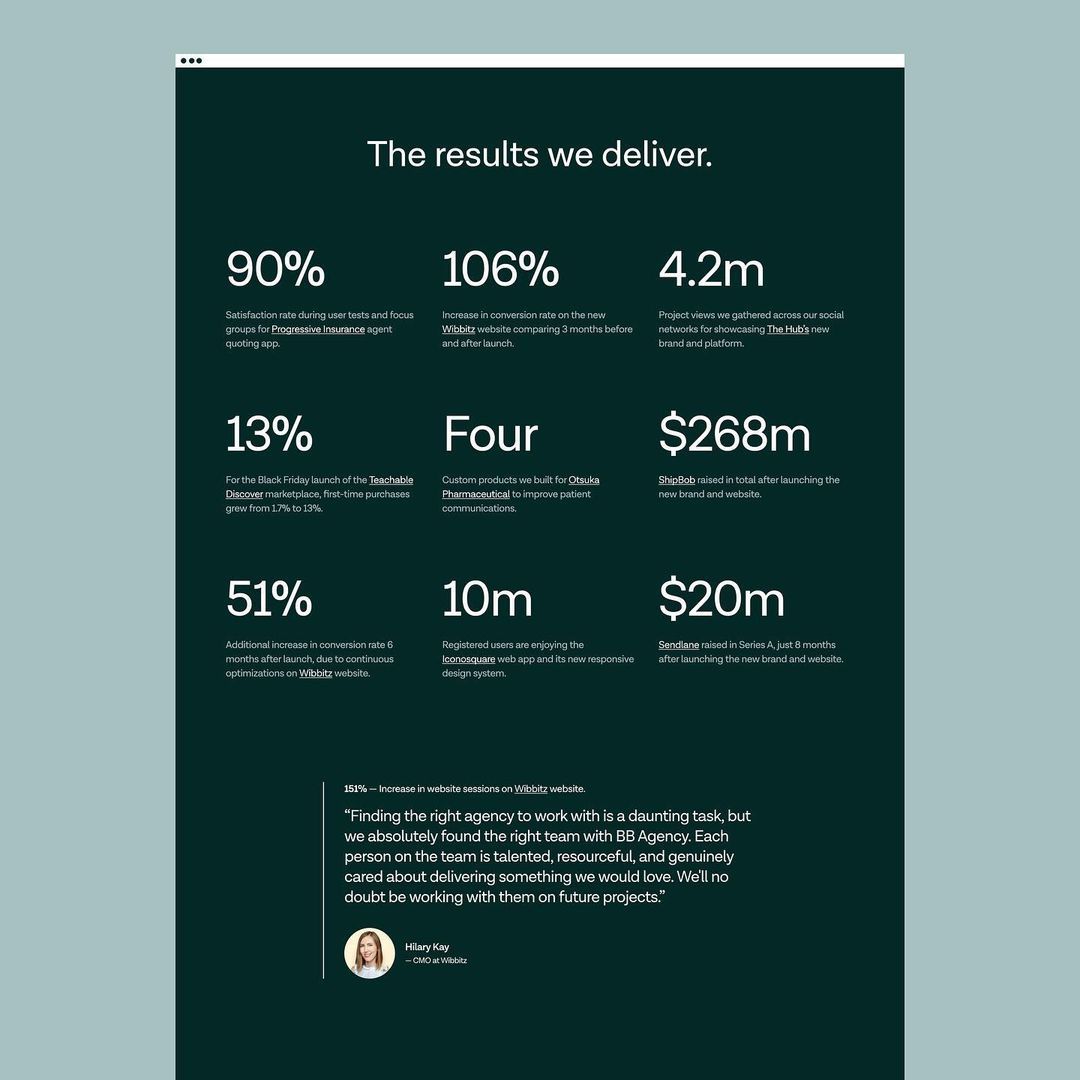 The results we deliver.
90%
Satisfaction rate during user tests and focus
groups for Progressive Insurance agent
quoting app.
106%
Increase in conversion rate on the new
Wibbitz website comparing 3 months before
and after launch.
4.2m
Project views we gathered across our social
networks for showcasing The Hub's new
brand and platform.
13%
For the Black Friday launch of the Teachable
Discover marketplace, first-time purchases
grew from 1.7% to 13%.
Four
Custom products we built for Otsuka
Pharmaceutical to improve patient
communications.
$268m
ShipBob raised in total after launching the
new brand and website.
51%
Additional increase in conversion rate 6
months after launch, due to continuous
optimizations on Wibbitz website.
10m
Registered users are enjoying the
Iconosquare web app and its new responsive
design system.
$20m
Sendlane raised in Series A, just 8 months
after launching the new brand and website.
151% — Increase in website sessions on Wibbitz website.
“Finding the right agency to work with is a daunting task, but
we absolutely found the right team with BB Agency. Each
person on the team is talented, resourceful, and genuinely
cared about delivering something we would love. We'll no
doubt be working with them on future projects.”
Hilary Kay
— CMO at Wibbitz